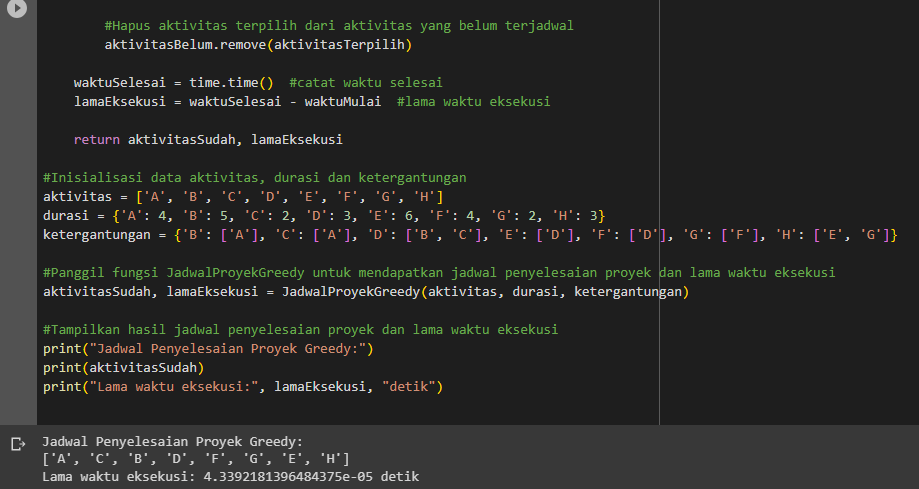 #Hapus aktivitas terpilih dari aktivitas yang belum terjadwal
aktivitasBelum.remove(aktivitasTerpilih)
waktuSelesai = time.time()  #catat waktu selesai
lamaEksekusi = waktuSelesai - waktuMulai  #lama waktu eksekusi
return aktivitasSudah, lamaEksekusi
#Inisialisasi data aktivitas, durasi dan ketergantungan
aktivitas = ['A', 'B', 'C', 'D', 'E', 'F', 'G', 'H']
durasi = {'A': 4, 'B': 5, 'C': 2, 'D': 3, 'E': 6, 'F': 4, 'G': 2, 'H': 3}
ketergantungan = {'B': ['A'], 'C': ['A'], 'D': ['B', 'C'], 'E': ['D'], 'F': ['D'], 'G': ['F'], 'H': ['E', 'G']}
#Panggil fungsi JadwalProyekGreedy untuk mendapatkan jadwal penyelesaian proyek dan lama waktu eksekusi
aktivitasSudah, lamaEksekusi = JadwalProyekGreedy(aktivitas, durasi, ketergantungan)
#Tampilkan hasil jadwal penyelesaian proyek dan lama waktu eksekusi
print("Jadwal Penyelesaian Proyek Greedy:")
print(aktivitasSudah)
print("Lama waktu eksekusi:", lamaEksekusi, "detik")
Jadwal Penyelesaian Proyek Greedy:
['A', 'C', 'B', 'D', 'F', 'G', 'E', 'H']
Lama waktu eksekusi: 4.3392181396484375e-05 detik